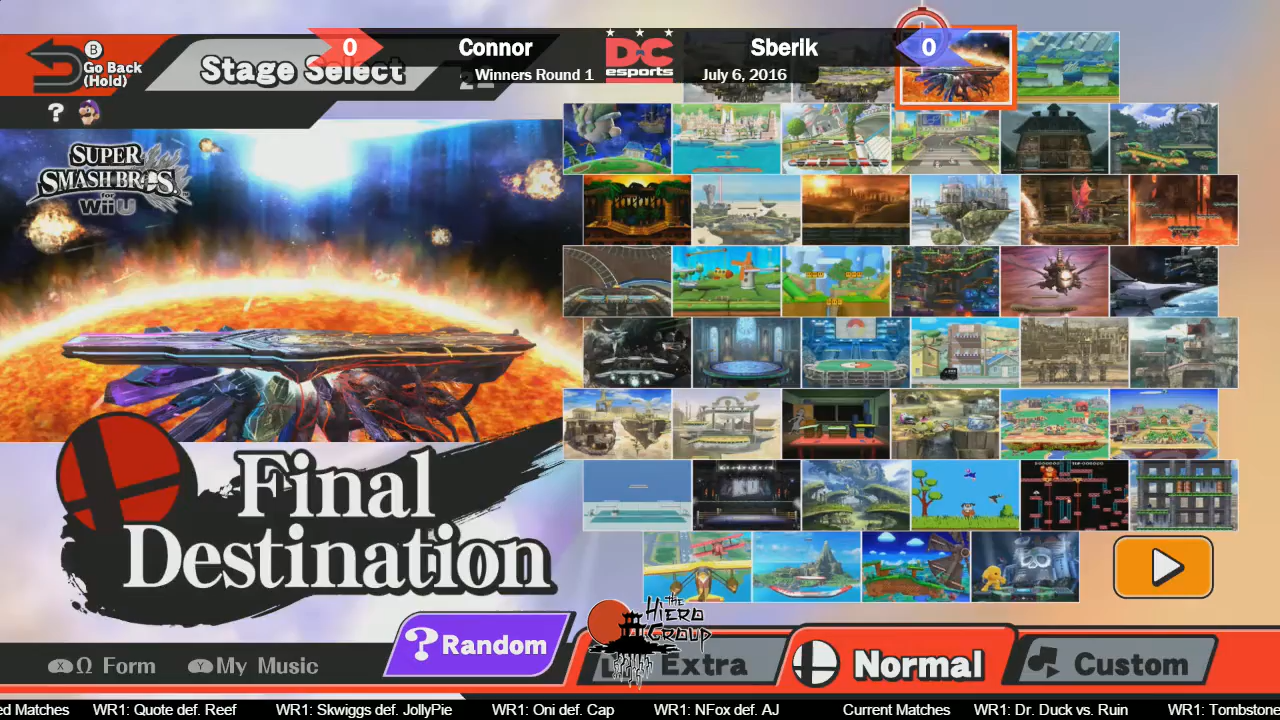 0 Connor DC esports Sberlk 0
Winners Round 1 July 6, 2016
B Go Back
(Hold)
Stage Select
?
SUPER
SMASH BROS.
for
Wii U
Final
Destination
X Ω Form Y My Music
? Random
THE
HIERO
GROUP
Extra
Normal
Custom
ed Matches WR1: Quote def. Reef WR1: Skwiggs def. JollyPie WR1: Oni def. Cap WR1: NFox def. AJ Current Matches WR1: Dr. Duck vs. Ruin WR1: Tombstone